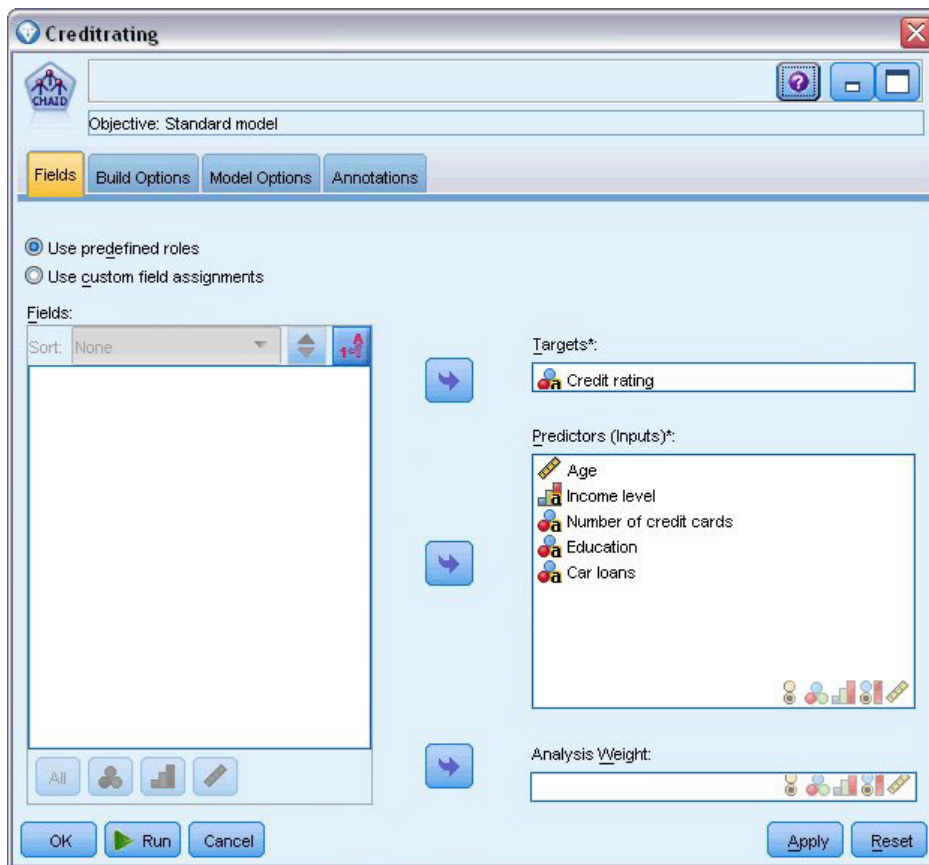 Creditrating
CHAID
Objective: Standard model
Fields Build Options Model Options Annotations
Use predefined roles
Use custom field assignments
Fields:
Sort: None
Targets*:
Credit rating
Predictors (Inputs)*:
Age
Income level
Number of credit cards
Education
Car loans
All
Analysis Weight:
OK Run Cancel Apply Reset